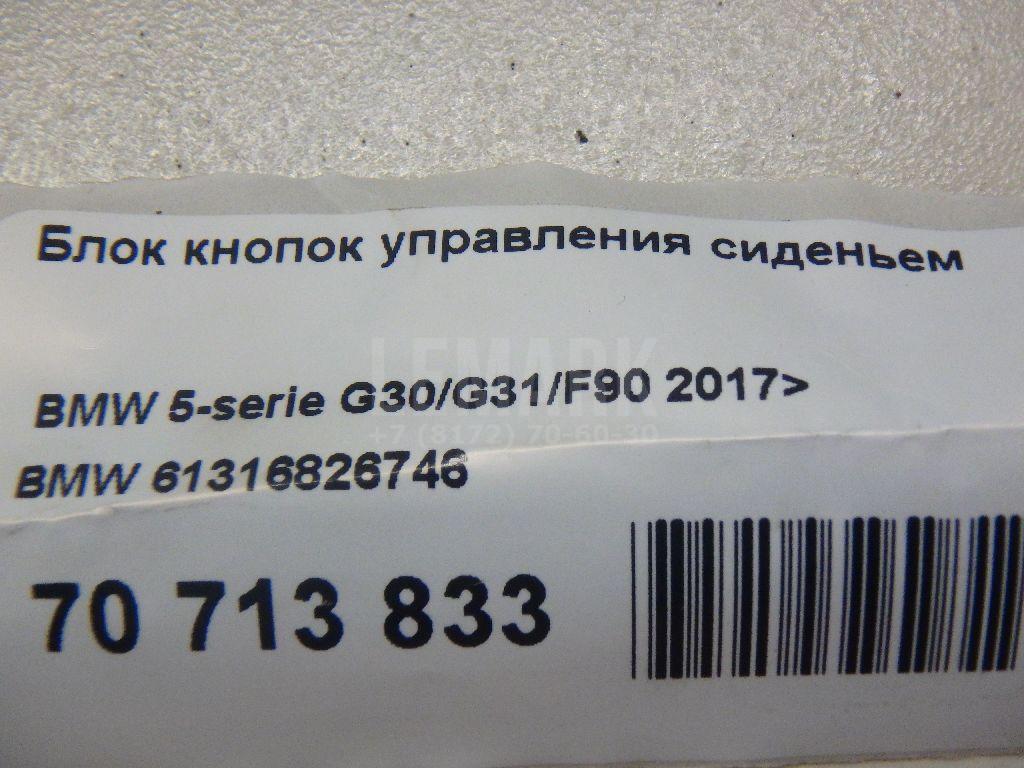 Блок кнопок управления сиденьем
LEMARK
BMW 5-serie G30/G31/F90 2017>
+7 (8172) 70-60-30
BMW 61316826746
70 713 833